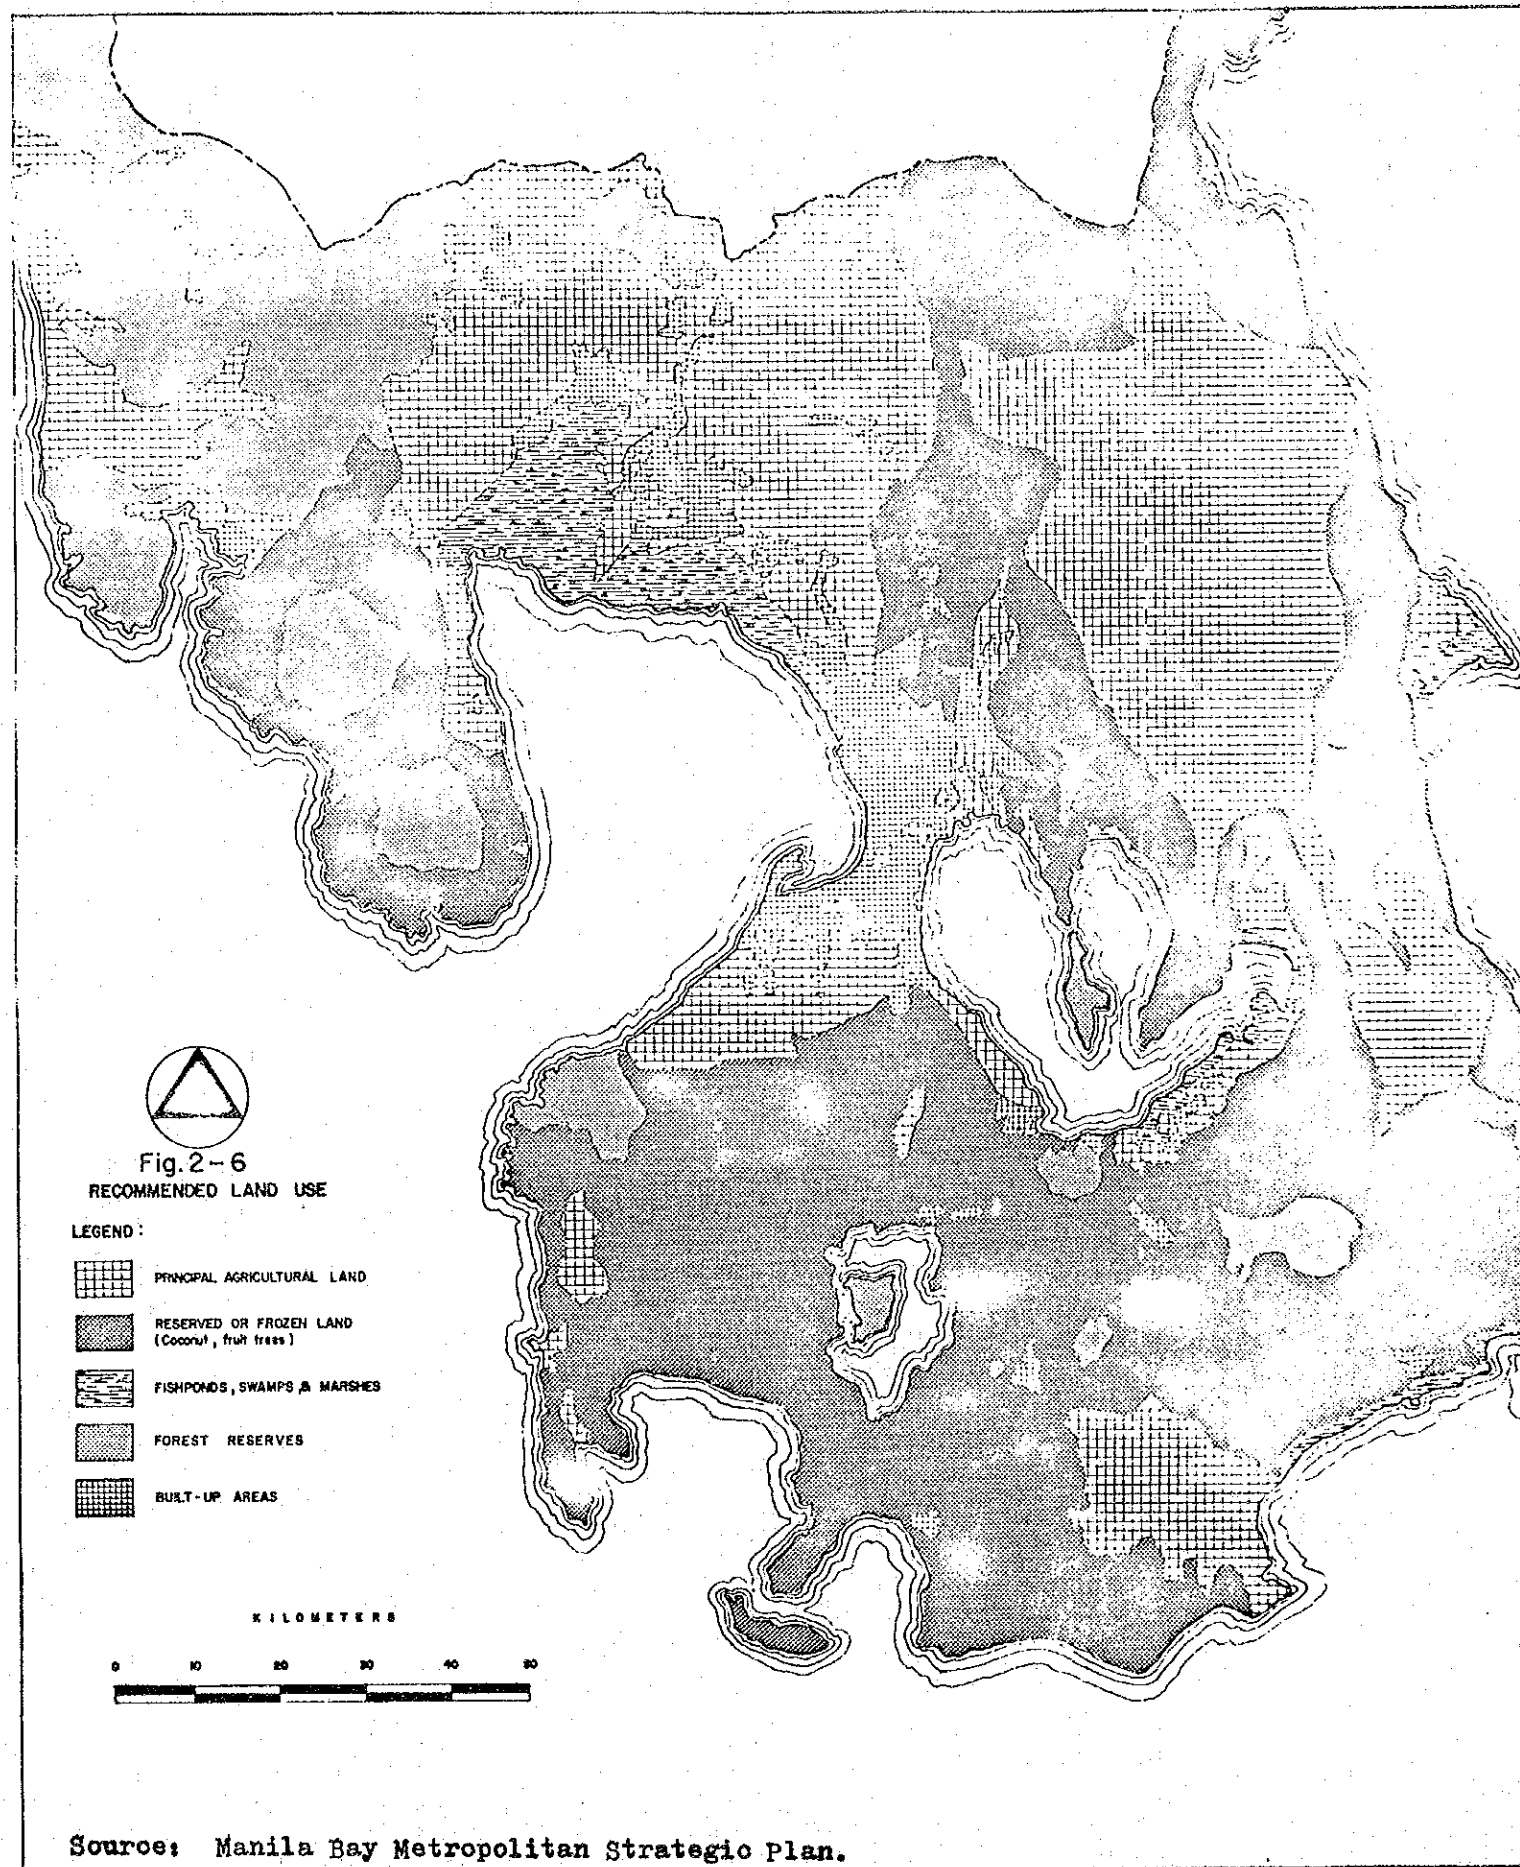 Fig. 2-6
RECOMMENDED LAND USE
LEGEND:
PRINCIPAL AGRICULTURAL LAND
RESERVED OR FROZEN LAND
(Coconut, fruit trees)
FISHPONDS, SWAMPS & MARSHES
FOREST RESERVES
BUILT-UP AREAS
KILOMETERS
0 10 20 30 40 50
Source: Manila Bay Metropolitan Strategic Plan.